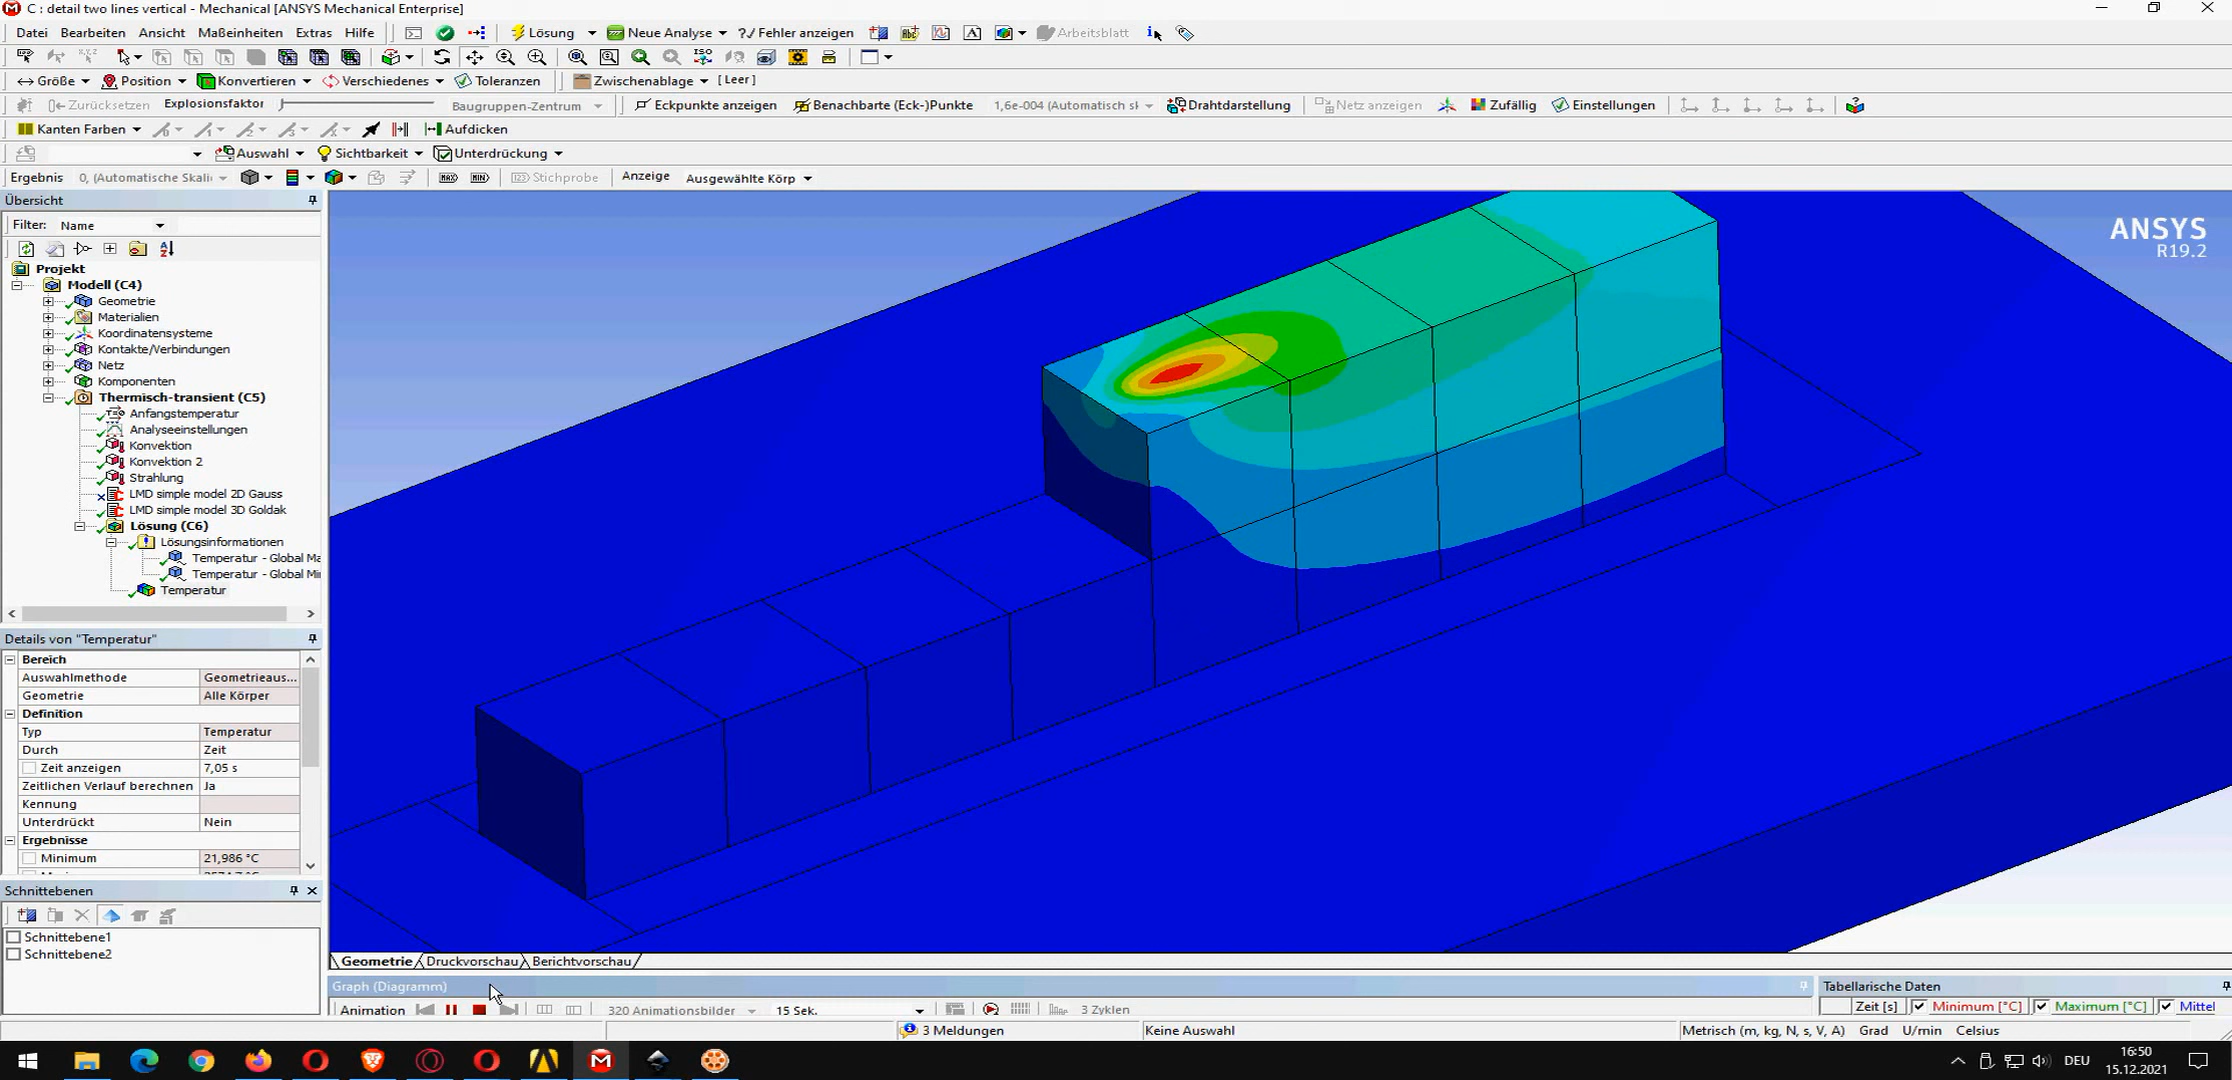 C : detail two lines vertical - Mechanical [ANSYS Mechanical Enterprise]
Datei Bearbeiten Ansicht Maßeinheiten Extras Hilfe Lösung Neue Analyse ?/ Fehler anzeigen Arbeitsblatt
Größe Position Konvertieren Verschiedenes Toleranzen Zwischenablage [ Leer ]
Zurücksetzen Explosionsfaktor Baugruppen-Zentrum Eckpunkte anzeigen Benachbarte (Eck-)Punkte 1,6e-004 (Automatisch sk Drahtdarstellung Netz anzeigen Zufällig Einstellungen
Kanten Farben Aufdicken
Auswahl Sichtbarkeit Unterdrückung
Ergebnis 0, (Automatische Skali MAX MIN Stichprobe Anzeige Ausgewählte Körp
Übersicht
Filter: Name
Projekt
Modell (C4)
Geometrie
Materialien
Koordinatensysteme
Kontakte/Verbindungen
Netz
Komponenten
Thermisch-transient (C5)
Anfangstemperatur
Analyseeinstellungen
Konvektion
Konvektion 2
Strahlung
LMD simple model 2D Gauss
LMD simple model 3D Goldak
Lösung (C6)
Lösungsinformationen
Temperatur - Global Ma
Temperatur - Global Mi
Temperatur
Details von "Temperatur"
Bereich
Auswahlmethode Geometrieaus...
Geometrie Alle Körper
Definition
Typ Temperatur
Durch Zeit
Zeit anzeigen 7,05 s
Zeitlichen Verlauf berechnen Ja
Kennung
Unterdrückt Nein
Ergebnisse
Minimum 21,986 °C
Schnittebenen
Schnittebene1
Schnittebene2
ANSYS
R19.2
Geometrie Druckvorschau Berichtvorschau
Graph (Diagramm)
Animation 320 Animationsbilder 15 Sek. 3 Zyklen
Tabellarische Daten
Zeit [s] Minimum [°C] Maximum [°C] Mittel
3 Meldungen Keine Auswahl Metrisch (m, kg, N, s, V, A) Grad U/min Celsius
DEU
16:50
15.12.2021